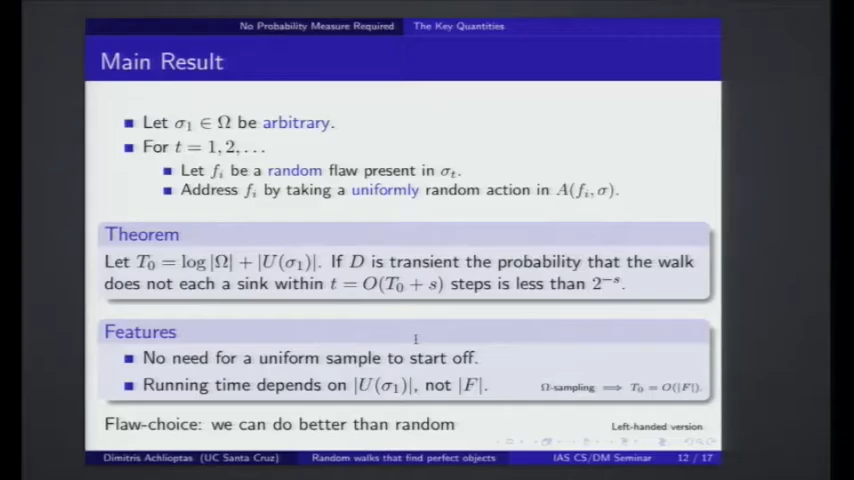 No Probability Measure Required The Key Quantities
Main Result
Let σ₁ ∈ Ω be arbitrary.
For t = 1, 2, . . .
Let fᵢ be a random flaw present in σₜ.
Address fᵢ by taking a uniformly random action in A(fᵢ, σ).
Theorem
Let T₀ = log |Ω| + |U(σ₁)|. If D is transient the probability that the walk
does not each a sink within t = O(T₀ + s) steps is less than 2⁻ˢ.
Features
No need for a uniform sample to start off.
Running time depends on |U(σ₁)|, not |F|. Ω-sampling ⟹ T₀ = O(|F|).
Flaw-choice: we can do better than random Left-handed version
Dimitris Achlioptas (UC Santa Cruz) Random walks that find perfect objects IAS CS/DM Seminar 12 / 17